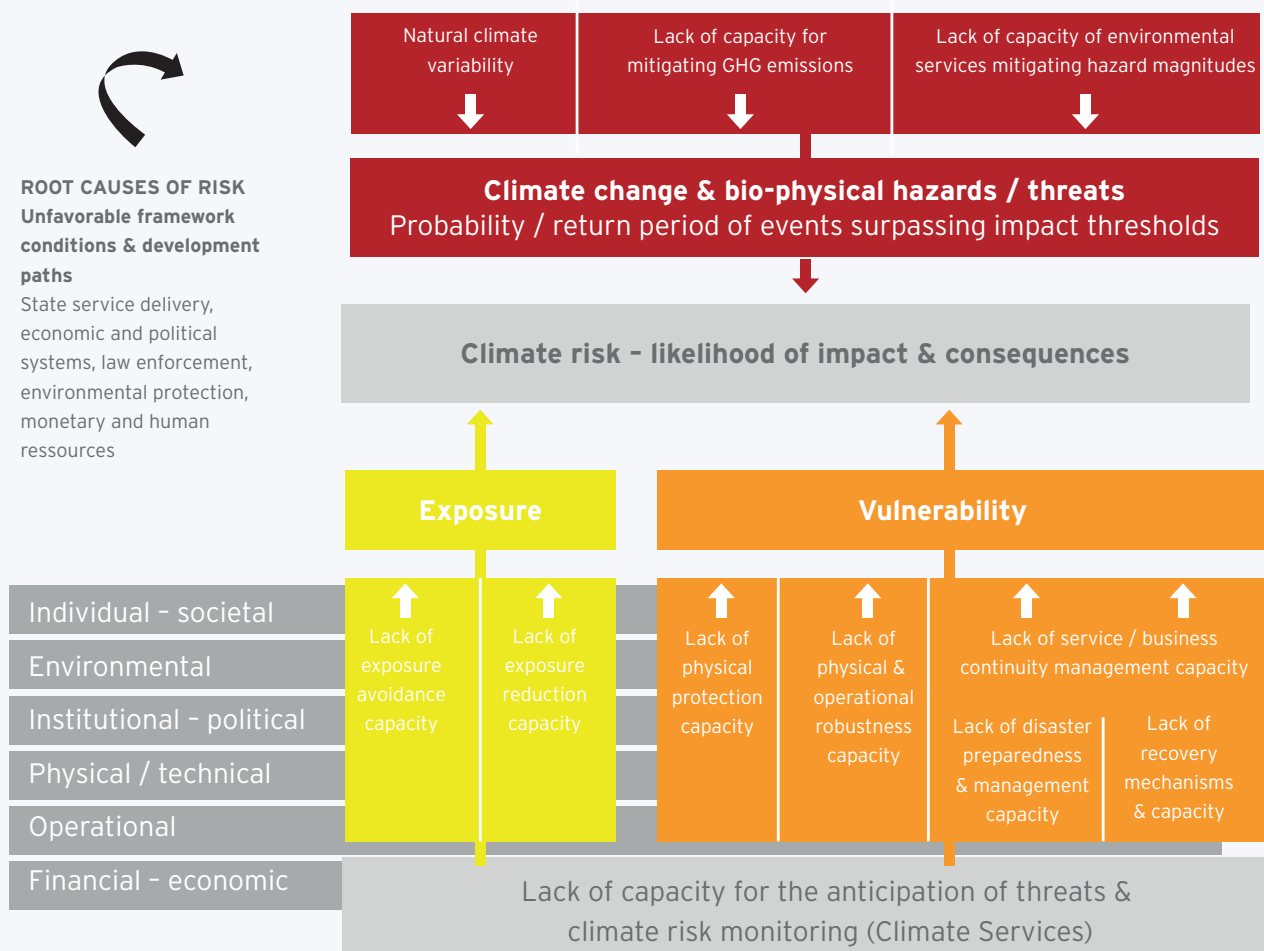 Natural climate
variability
Lack of capacity for
mitigating GHG emissions
Lack of capacity of environmental
services mitigating hazard magnitudes
ROOT CAUSES OF RISK
Unfavorable framework
conditions & development
paths
State service delivery,
economic and political
systems, law enforcement,
environmental protection,
monetary and human
ressources
Climate change & bio-physical hazards / threats
Probability / return period of events surpassing impact thresholds
Climate risk – likelihood of impact & consequences
Exposure
Vulnerability
Individual – societal
Environmental
Institutional – political
Physical / technical
Operational
Financial – economic
Lack of
exposure
avoidance
capacity
Lack of
exposure
reduction
capacity
Lack of
physical
protection
capacity
Lack of
physical &
operational
robustness
capacity
Lack of service / business
continuity management capacity
Lack of disaster
preparedness
& management
capacity
Lack of
recovery
mechanisms
& capacity
Lack of capacity for the anticipation of threats &
climate risk monitoring (Climate Services)